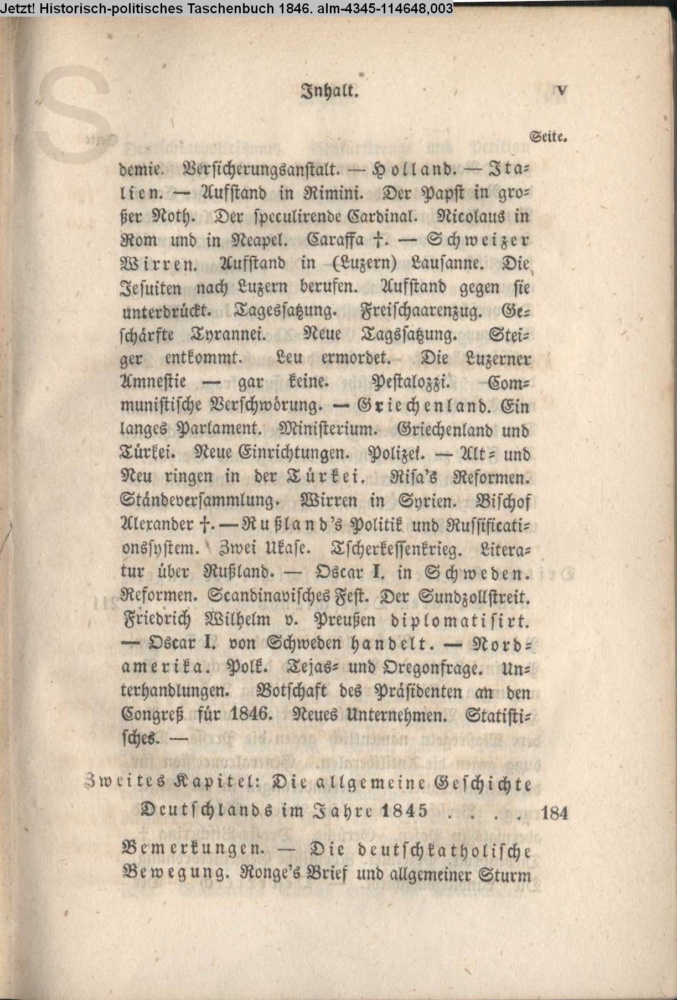 Jetzt! Historisch-politisches Taschenbuch 1846. alm-4345-114648,003
S
Inhalt. V
Seite.
demie. Versicherungsanstalt. — Holland. — Ita-
lien. — Aufstand in Rimini. Der Papst in gro-
ßer Noth. Der speculirende Cardinal. Nicolaus in
Rom und in Neapel. Caraffa †. — Schweizer
Wirren. Aufstand in (Luzern) Lausanne. Die
Jesuiten nach Luzern berufen. Aufstand gegen sie
unterdrückt. Tagessatzung. Freischaarenzug. Ge-
schärfte Tyrannei. Neue Tagssatzung. Stei-
ger entkommt. Leu ermordet. Die Luzerner
Amnestie — gar keine. Pestalozzi. Com-
munistische Verschwörung. — Griechenland. Ein
langes Parlament. Ministerium. Griechenland und
Türkei. Neue Einrichtungen. Polizei. — Alt- und
Neu ringen in der Türkei. Risa's Reformen.
Ständeversammlung. Wirren in Syrien. Bischof
Alexander †. — Rußland's Politik und Russificati-
onssystem. Zwei Ukase. Tscherkessenkrieg. Litera-
tur über Rußland. — Oscar I. in Schweden.
Reformen. Scandinavisches Fest. Der Sundzollstreit.
Friedrich Wilhelm v. Preußen diplomatisirt.
— Oscar I. von Schweden handelt. — Nord-
amerika. Polk. Tejas- und Oregonfrage. Un-
terhandlungen. Botschaft des Präsidenten an den
Congreß für 1846. Neues Unternehmen. Statisti-
sches. —
Zweites Kapitel: Die allgemeine Geschichte
Deutschlands im Jahre 1845 . . . . 184
Bemerkungen. — Die deutschkatholische
Bewegung. Ronge's Brief und allgemeiner Sturm